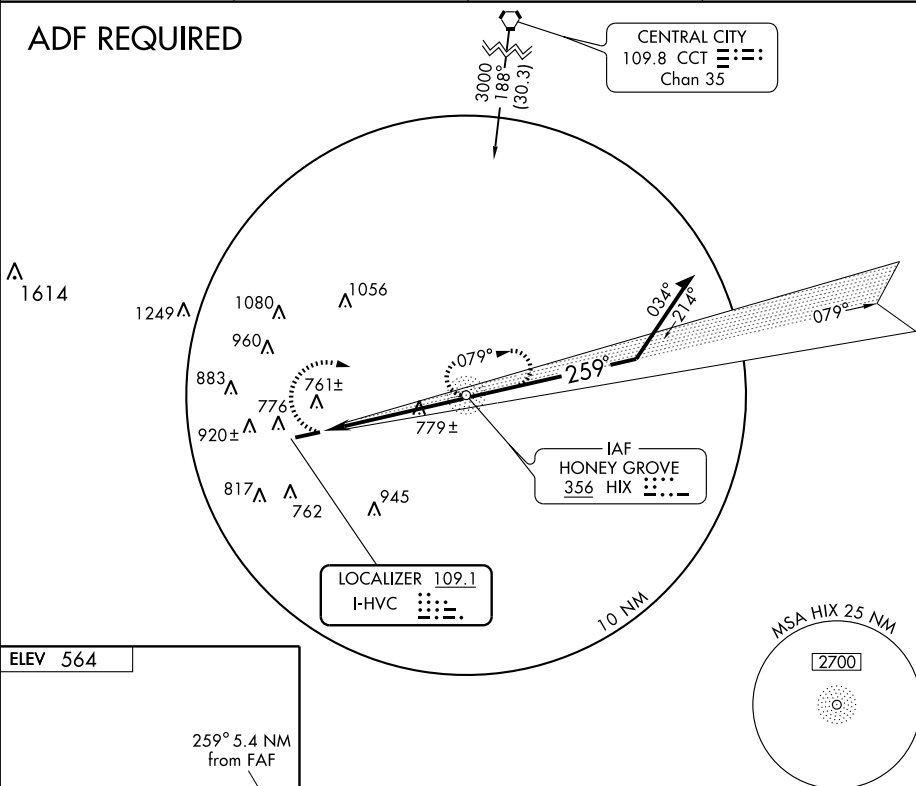 ADF REQUIRED
CENTRAL CITY
109.8 CCT
Chan 35
3000
188°
(30.3)
1614
1249
1080
1056
960
883
761±
776
920±
779±
817
762
945
079°
259°
034°
214°
079°
IAF
HONEY GROVE
356 HIX
LOCALIZER 109.1
I-HVC
10 NM
MSA HIX 25 NM
2700
ELEV 564
259° 5.4 NM
from FAF